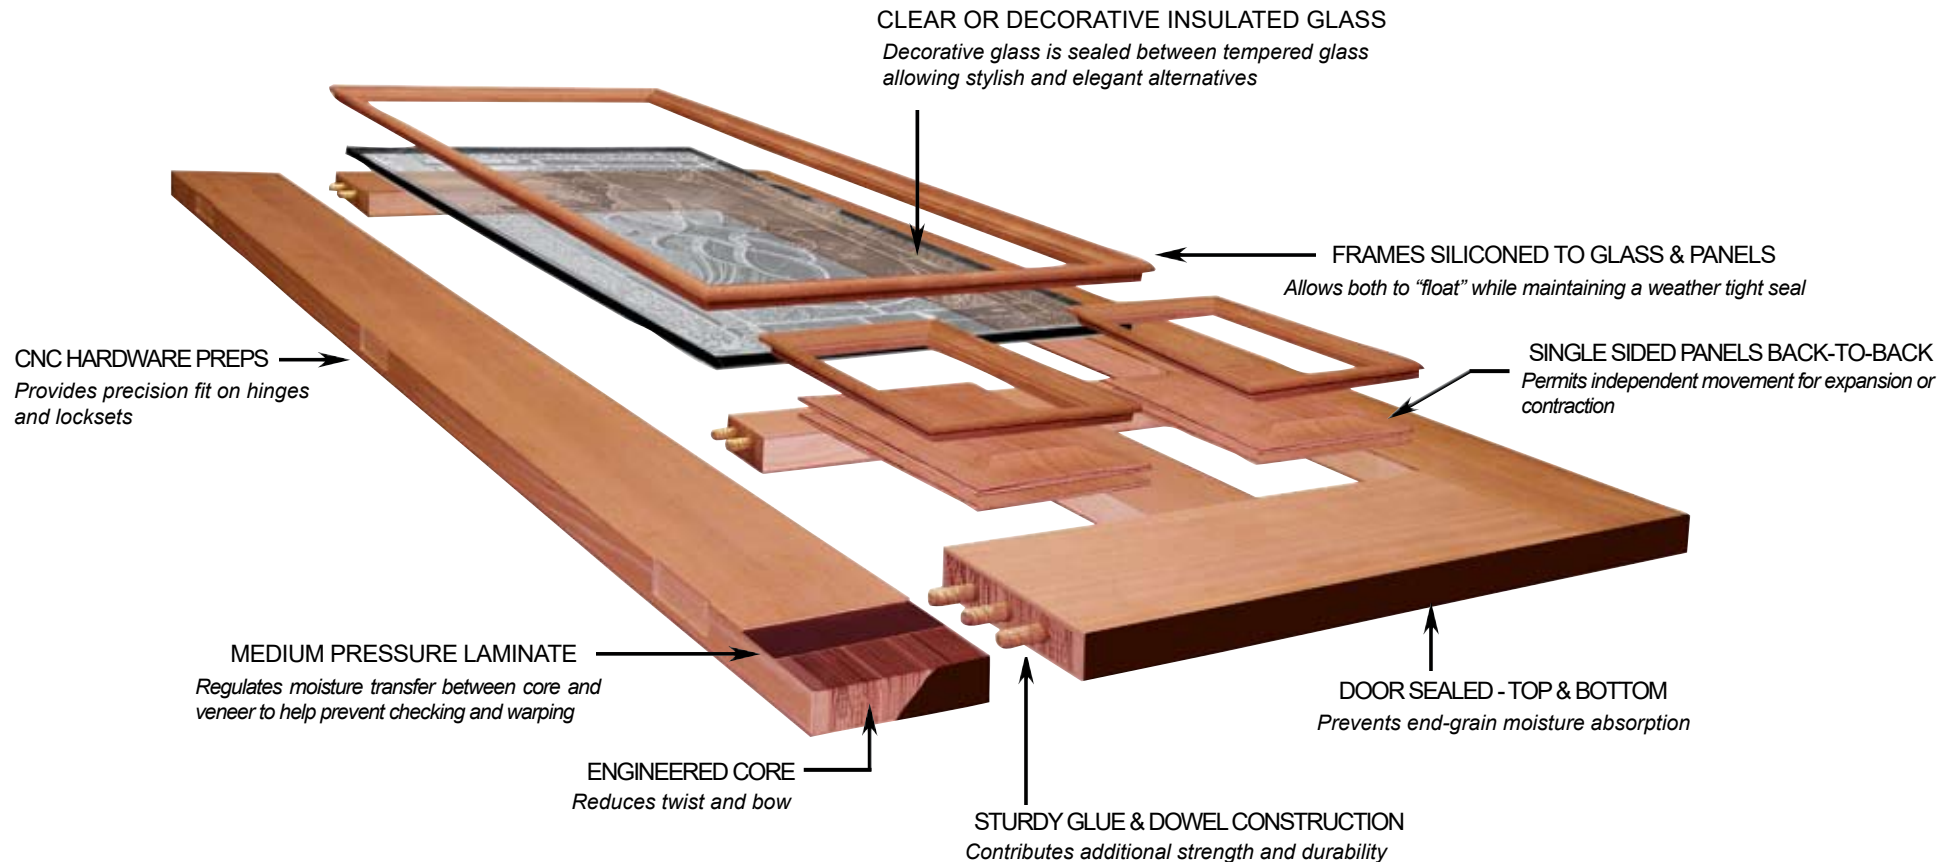 CLEAR OR DECORATIVE INSULATED GLASS
Decorative glass is sealed between tempered glass
allowing stylish and elegant alternatives
FRAMES SILICONED TO GLASS & PANELS
Allows both to “float” while maintaining a weather tight seal
CNC HARDWARE PREPS
Provides precision fit on hinges
and locksets
SINGLE SIDED PANELS BACK-TO-BACK
Permits independent movement for expansion or
contraction
MEDIUM PRESSURE LAMINATE
Regulates moisture transfer between core and
veneer to help prevent checking and warping
DOOR SEALED - TOP & BOTTOM
Prevents end-grain moisture absorption
ENGINEERED CORE
Reduces twist and bow
STURDY GLUE & DOWEL CONSTRUCTION
Contributes additional strength and durability